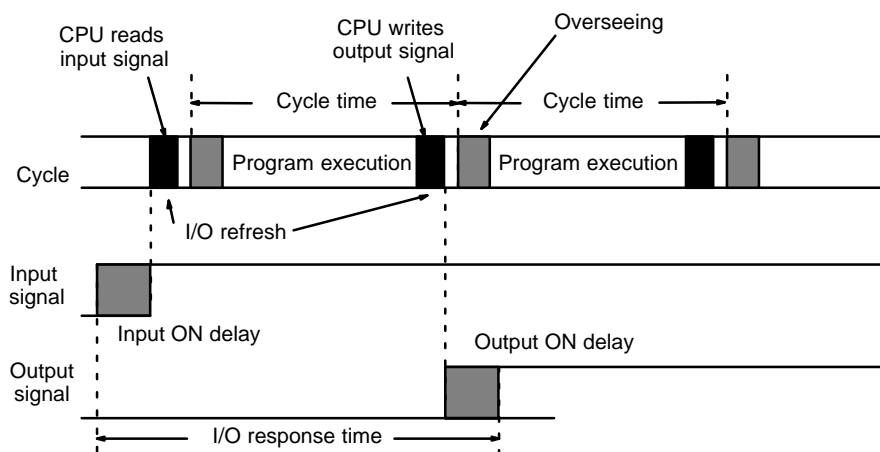 CPU reads
input signal
CPU writes
output signal
Overseeing
Cycle time
Cycle time
Cycle
Program execution
Program execution
I/O refresh
Input
signal
Input ON delay
Output ON delay
Output
signal
I/O response time